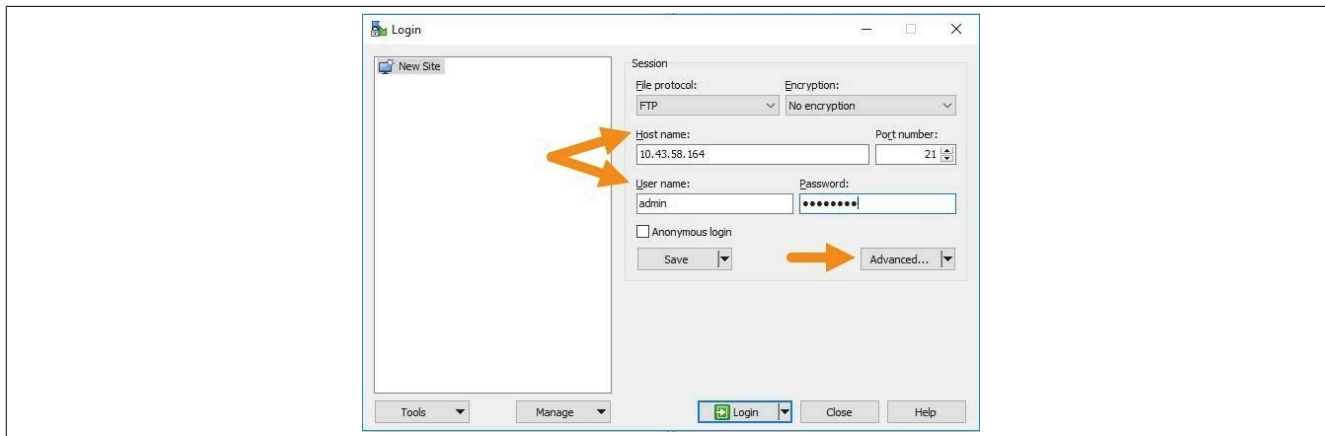 Login
New Site
Session
File protocol: Encryption:
FTP No encryption
Host name: Port number:
10.43.58.164 21
User name: Password:
admin ••••••••
Anonymous login
Save Advanced...
Tools Manage Login Close Help